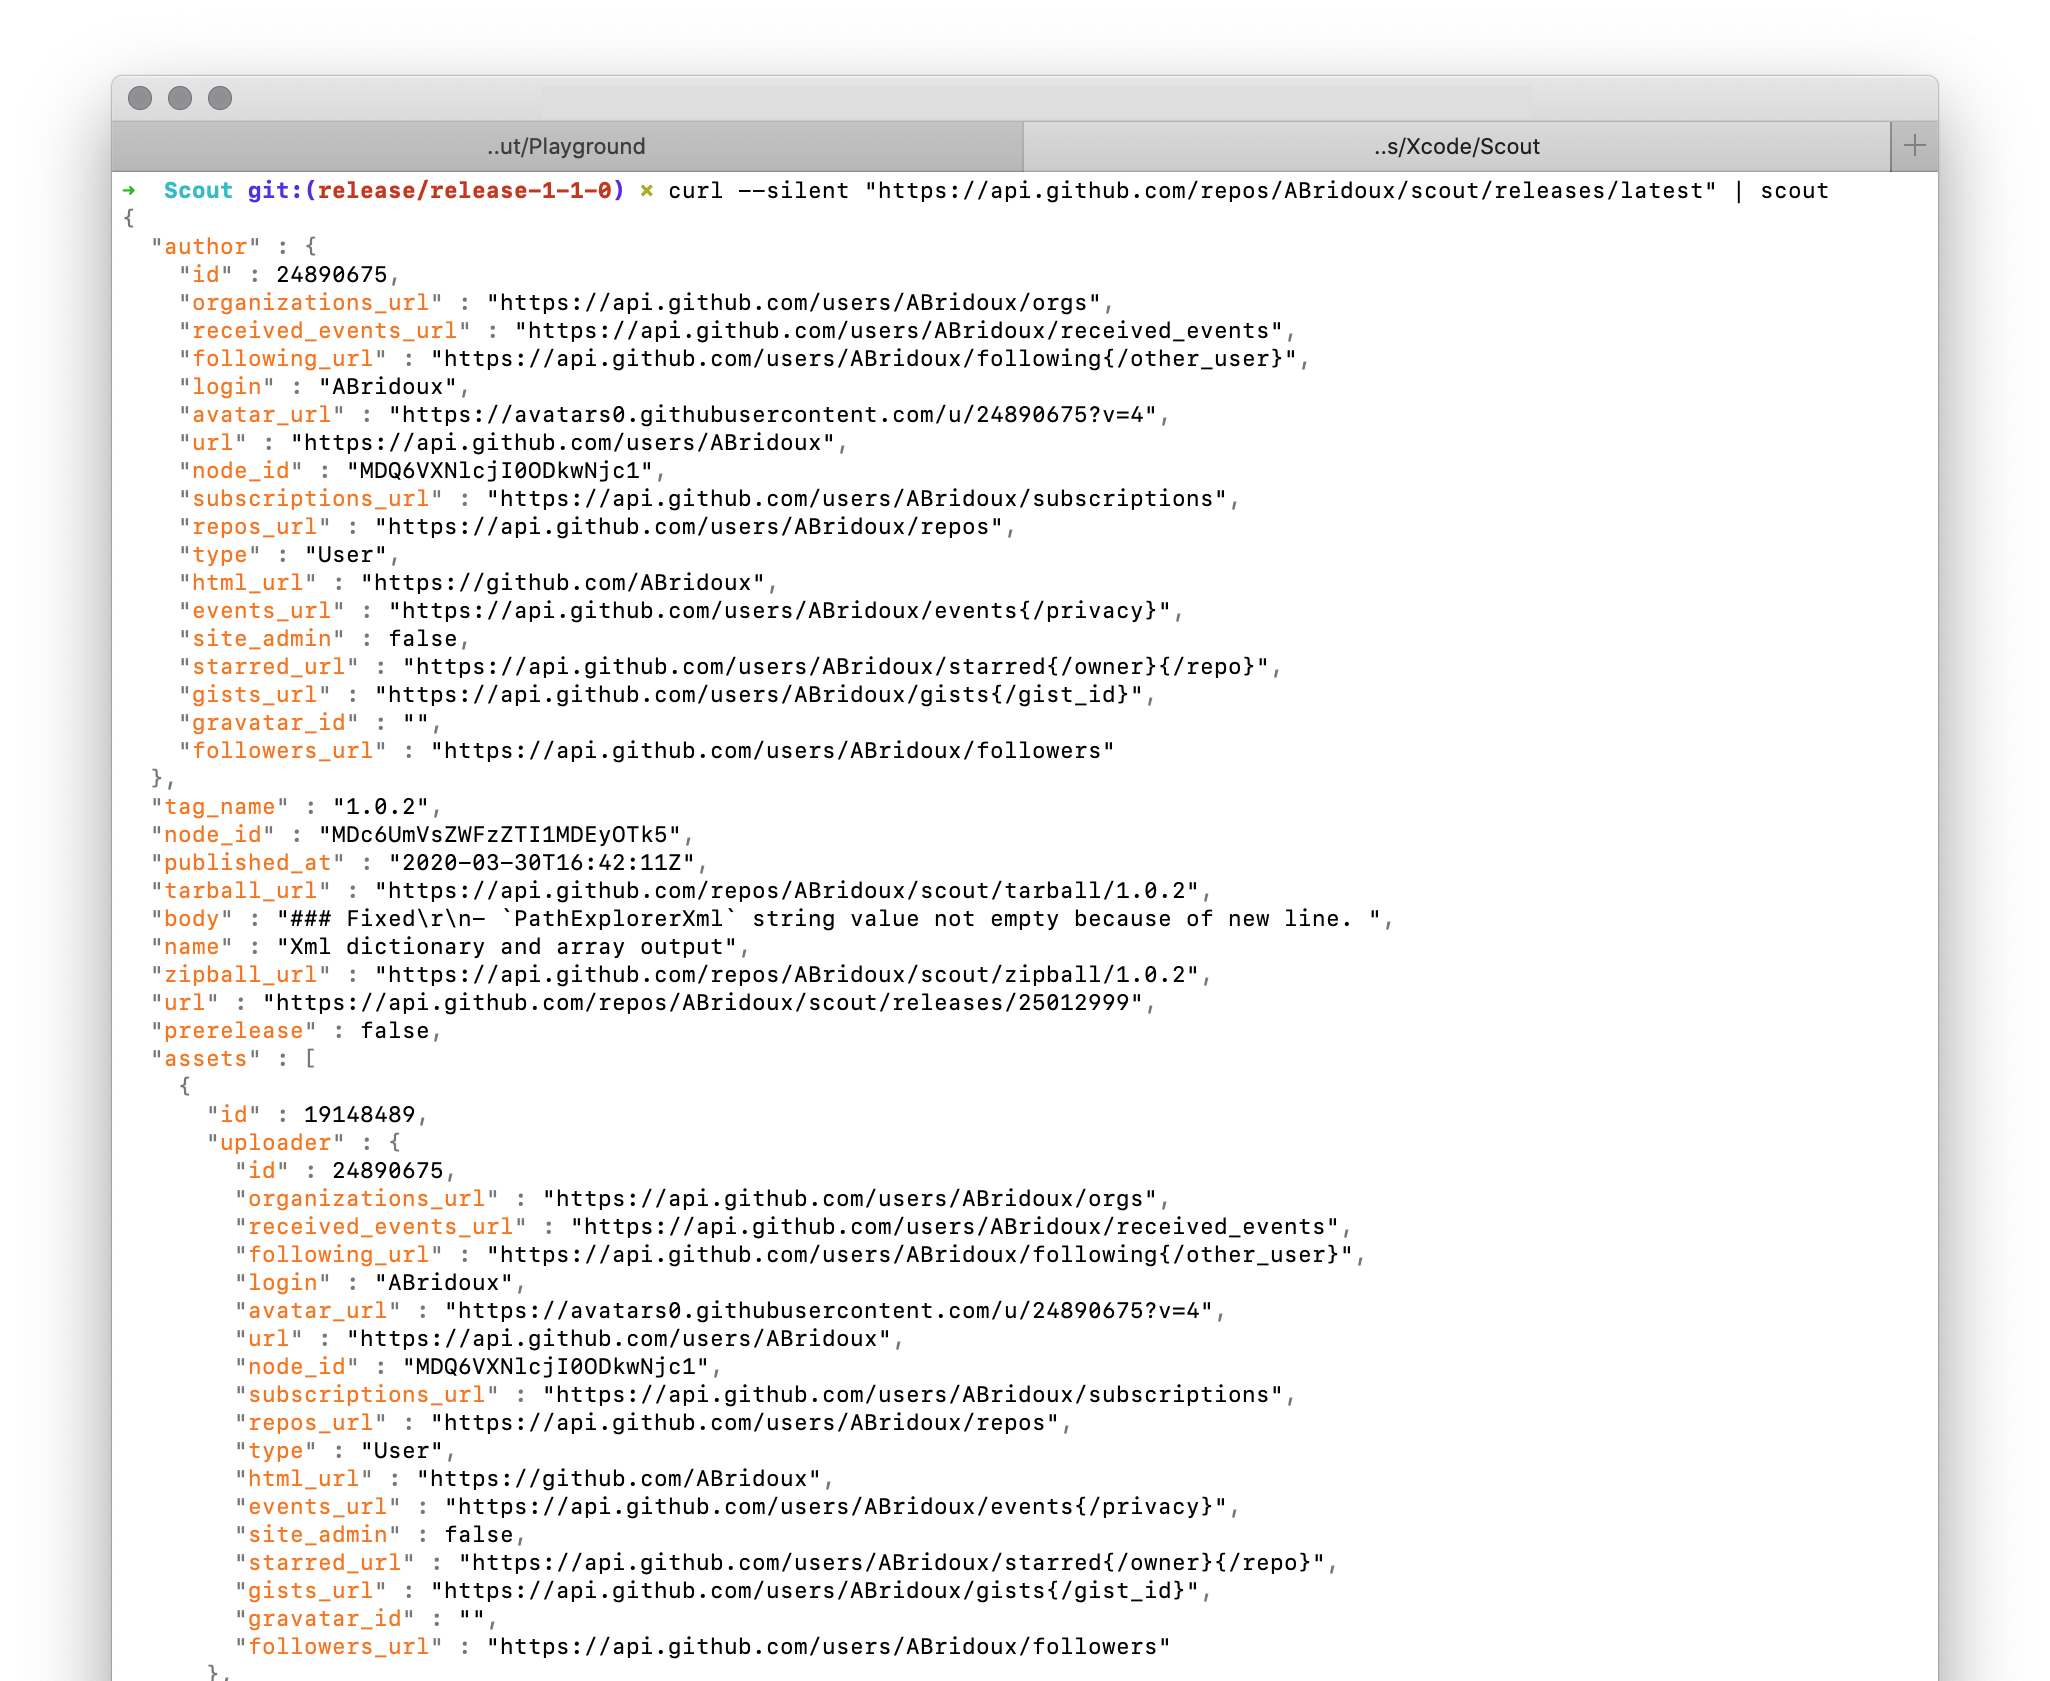 ..ut/Playground
..s/Xcode/Scout
➜  Scout git:(release/release-1-1-0) ✗ curl --silent "https://api.github.com/repos/ABridoux/scout/releases/latest" | scout
{
  "author" : {
    "id" : 24890675,
    "organizations_url" : "https://api.github.com/users/ABridoux/orgs",
    "received_events_url" : "https://api.github.com/users/ABridoux/received_events",
    "following_url" : "https://api.github.com/users/ABridoux/following{/other_user}",
    "login" : "ABridoux",
    "avatar_url" : "https://avatars0.githubusercontent.com/u/24890675?v=4",
    "url" : "https://api.github.com/users/ABridoux",
    "node_id" : "MDQ6VXNlcjI0ODkwNjc1",
    "subscriptions_url" : "https://api.github.com/users/ABridoux/subscriptions",
    "repos_url" : "https://api.github.com/users/ABridoux/repos",
    "type" : "User",
    "html_url" : "https://github.com/ABridoux",
    "events_url" : "https://api.github.com/users/ABridoux/events{/privacy}",
    "site_admin" : false,
    "starred_url" : "https://api.github.com/users/ABridoux/starred{/owner}{/repo}",
    "gists_url" : "https://api.github.com/users/ABridoux/gists{/gist_id}",
    "gravatar_id" : "",
    "followers_url" : "https://api.github.com/users/ABridoux/followers"
  },
  "tag_name" : "1.0.2",
  "node_id" : "MDc6UmVsZWFzZTI1MDEyOTk5",
  "published_at" : "2020-03-30T16:42:11Z",
  "tarball_url" : "https://api.github.com/repos/ABridoux/scout/tarball/1.0.2",
  "body" : "### Fixed\r\n- `PathExplorerXml` string value not empty because of new line. ",
  "name" : "Xml dictionary and array output",
  "zipball_url" : "https://api.github.com/repos/ABridoux/scout/zipball/1.0.2",
  "url" : "https://api.github.com/repos/ABridoux/scout/releases/25012999",
  "prerelease" : false,
  "assets" : [
    {
      "id" : 19148489,
      "uploader" : {
        "id" : 24890675,
        "organizations_url" : "https://api.github.com/users/ABridoux/orgs",
        "received_events_url" : "https://api.github.com/users/ABridoux/received_events",
        "following_url" : "https://api.github.com/users/ABridoux/following{/other_user}",
        "login" : "ABridoux",
        "avatar_url" : "https://avatars0.githubusercontent.com/u/24890675?v=4",
        "url" : "https://api.github.com/users/ABridoux",
        "node_id" : "MDQ6VXNlcjI0ODkwNjc1",
        "subscriptions_url" : "https://api.github.com/users/ABridoux/subscriptions",
        "repos_url" : "https://api.github.com/users/ABridoux/repos",
        "type" : "User",
        "html_url" : "https://github.com/ABridoux",
        "events_url" : "https://api.github.com/users/ABridoux/events{/privacy}",
        "site_admin" : false,
        "starred_url" : "https://api.github.com/users/ABridoux/starred{/owner}{/repo}",
        "gists_url" : "https://api.github.com/users/ABridoux/gists{/gist_id}",
        "gravatar_id" : "",
        "followers_url" : "https://api.github.com/users/ABridoux/followers"
      },